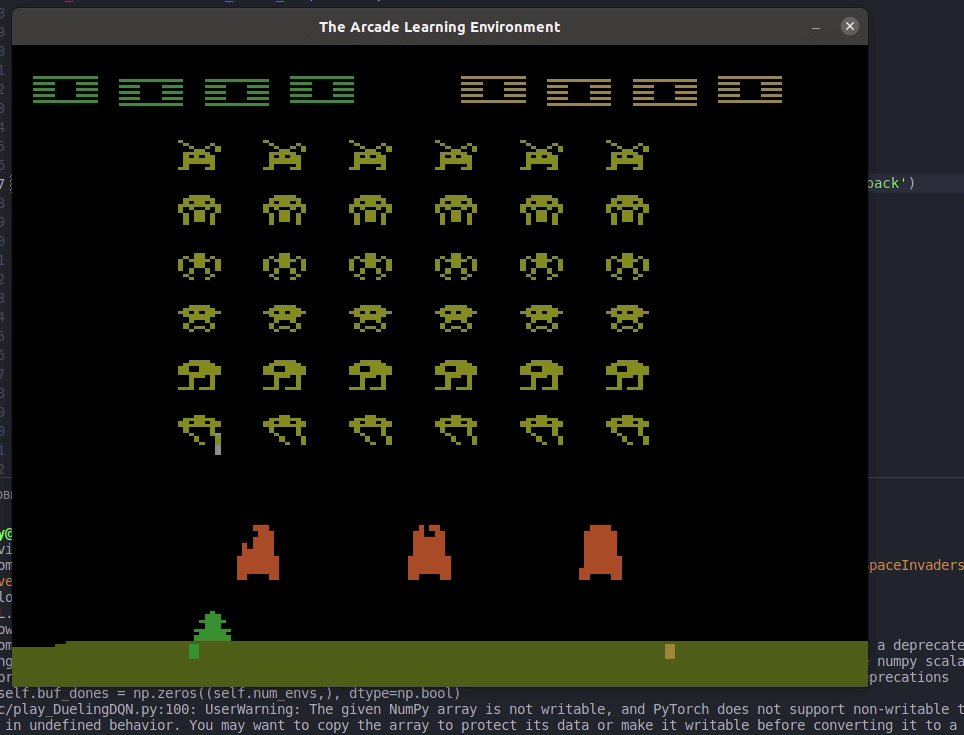 The Arcade Learning Environment
0000 0000
back')
paceInvaders
a deprecate
numpy scala
precations
self.buf_dones = np.zeros((self.num_envs,), dtype=np.bool)
c/play_DuelingDQN.py:100: UserWarning: The given NumPy array is not writable, and PyTorch does not support non-writable t
in undefined behavior. You may want to copy the array to protect its data or make it writable before converting it to a